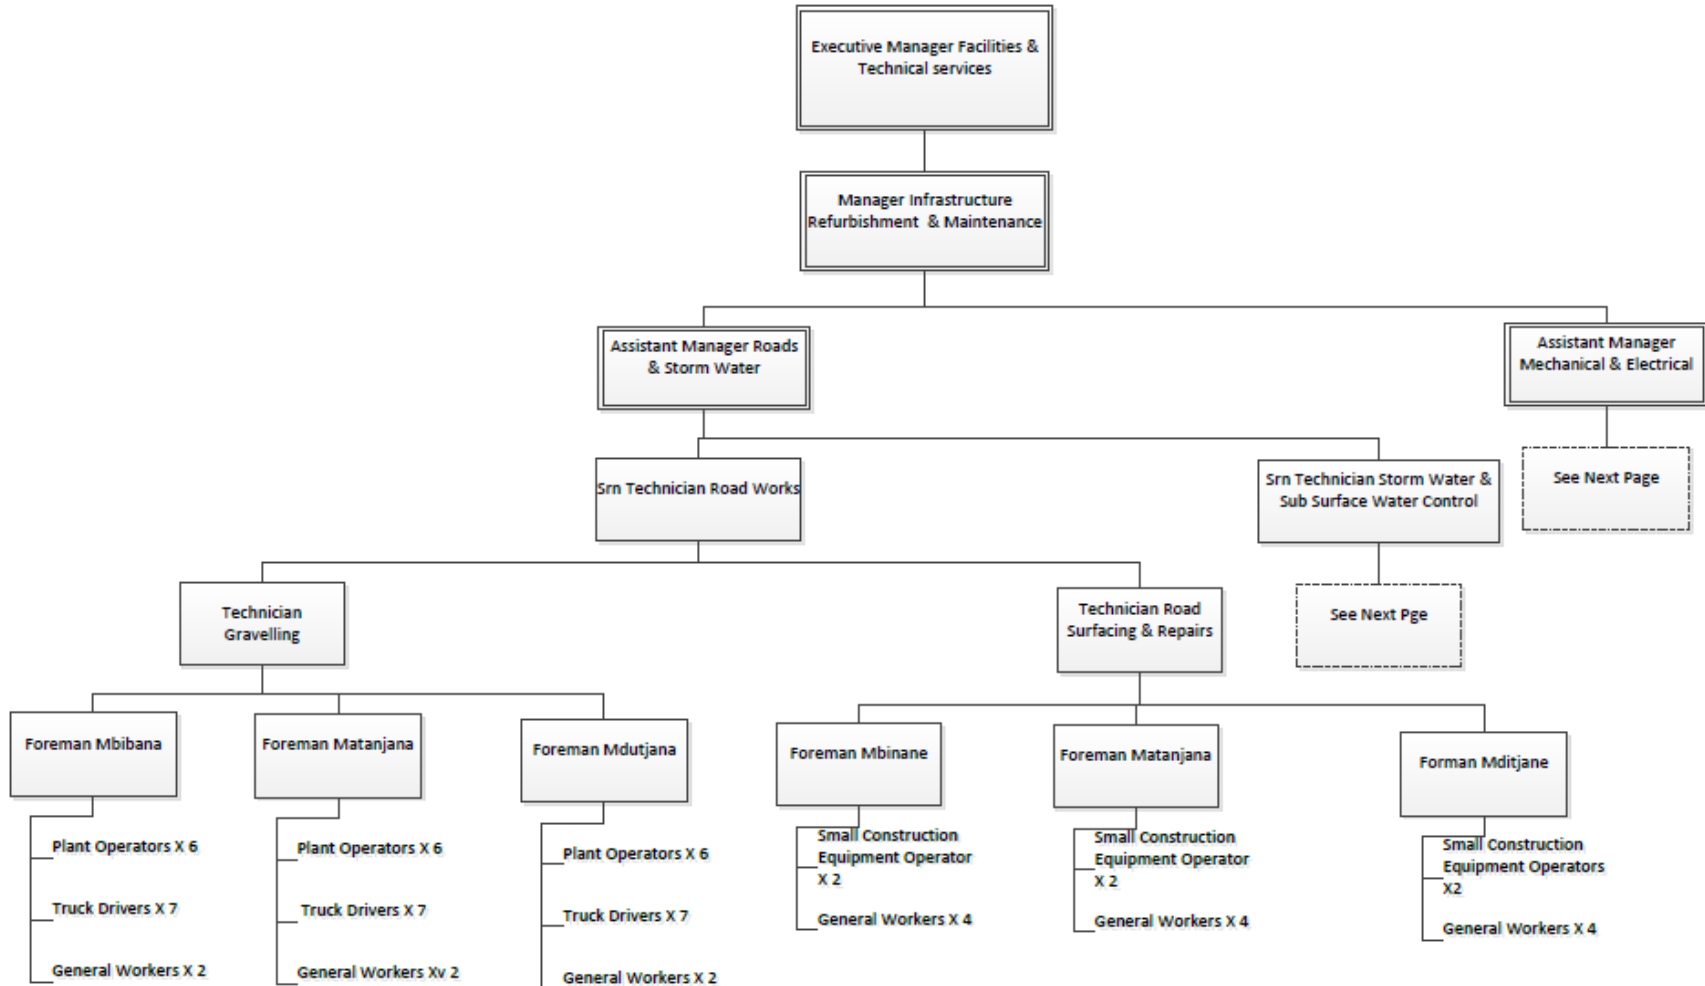 Executive Manager Facilities &
Technical services
Manager Infrastructure
Refurbishment & Maintenance
Assistant Manager Roads
& Storm Water
Assistant Manager
Mechanical & Electrical
Srn Technician Road Works
Srn Technician Storm Water &
Sub Surface Water Control
See Next Page
Technician
Gravelling
Technician Road
Surfacing & Repairs
See Next Pge
Foreman Mbibana
Foreman Matanjana
Foreman Mdutjana
Foreman Mbinane
Foreman Matanjana
Forman Mditjane
Plant Operators X 6
Truck Drivers X 7
General Workers X 2
Plant Operators X 6
Truck Drivers X 7
General Workers Xv 2
Plant Operators X 6
Truck Drivers X 7
General Workers X 2
Small Construction
Equipment Operator
X 2
General Workers X 4
Small Construction
Equipment Operator
X 2
General Workers X 4
Small Construction
Equipment Operators
X2
General Workers X 4